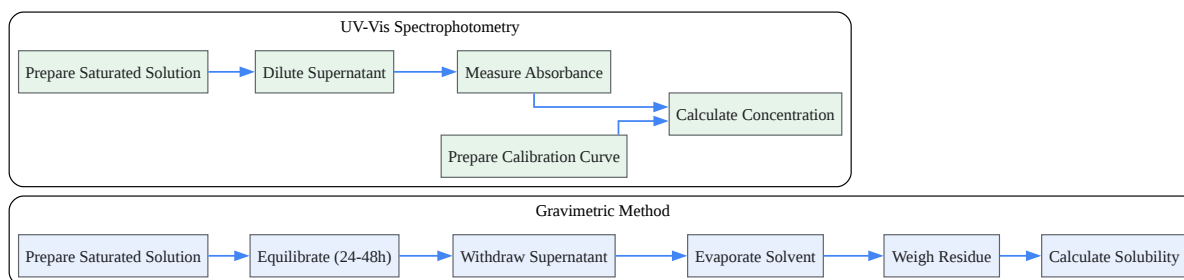 UV-Vis Spectrophotometry
Prepare Saturated Solution
Dilute Supernatant
Measure Absorbance
Calculate Concentration
Prepare Calibration Curve
Gravimetric Method
Prepare Saturated Solution
Equilibrate (24-48h)
Withdraw Supernatant
Evaporate Solvent
Weigh Residue
Calculate Solubility